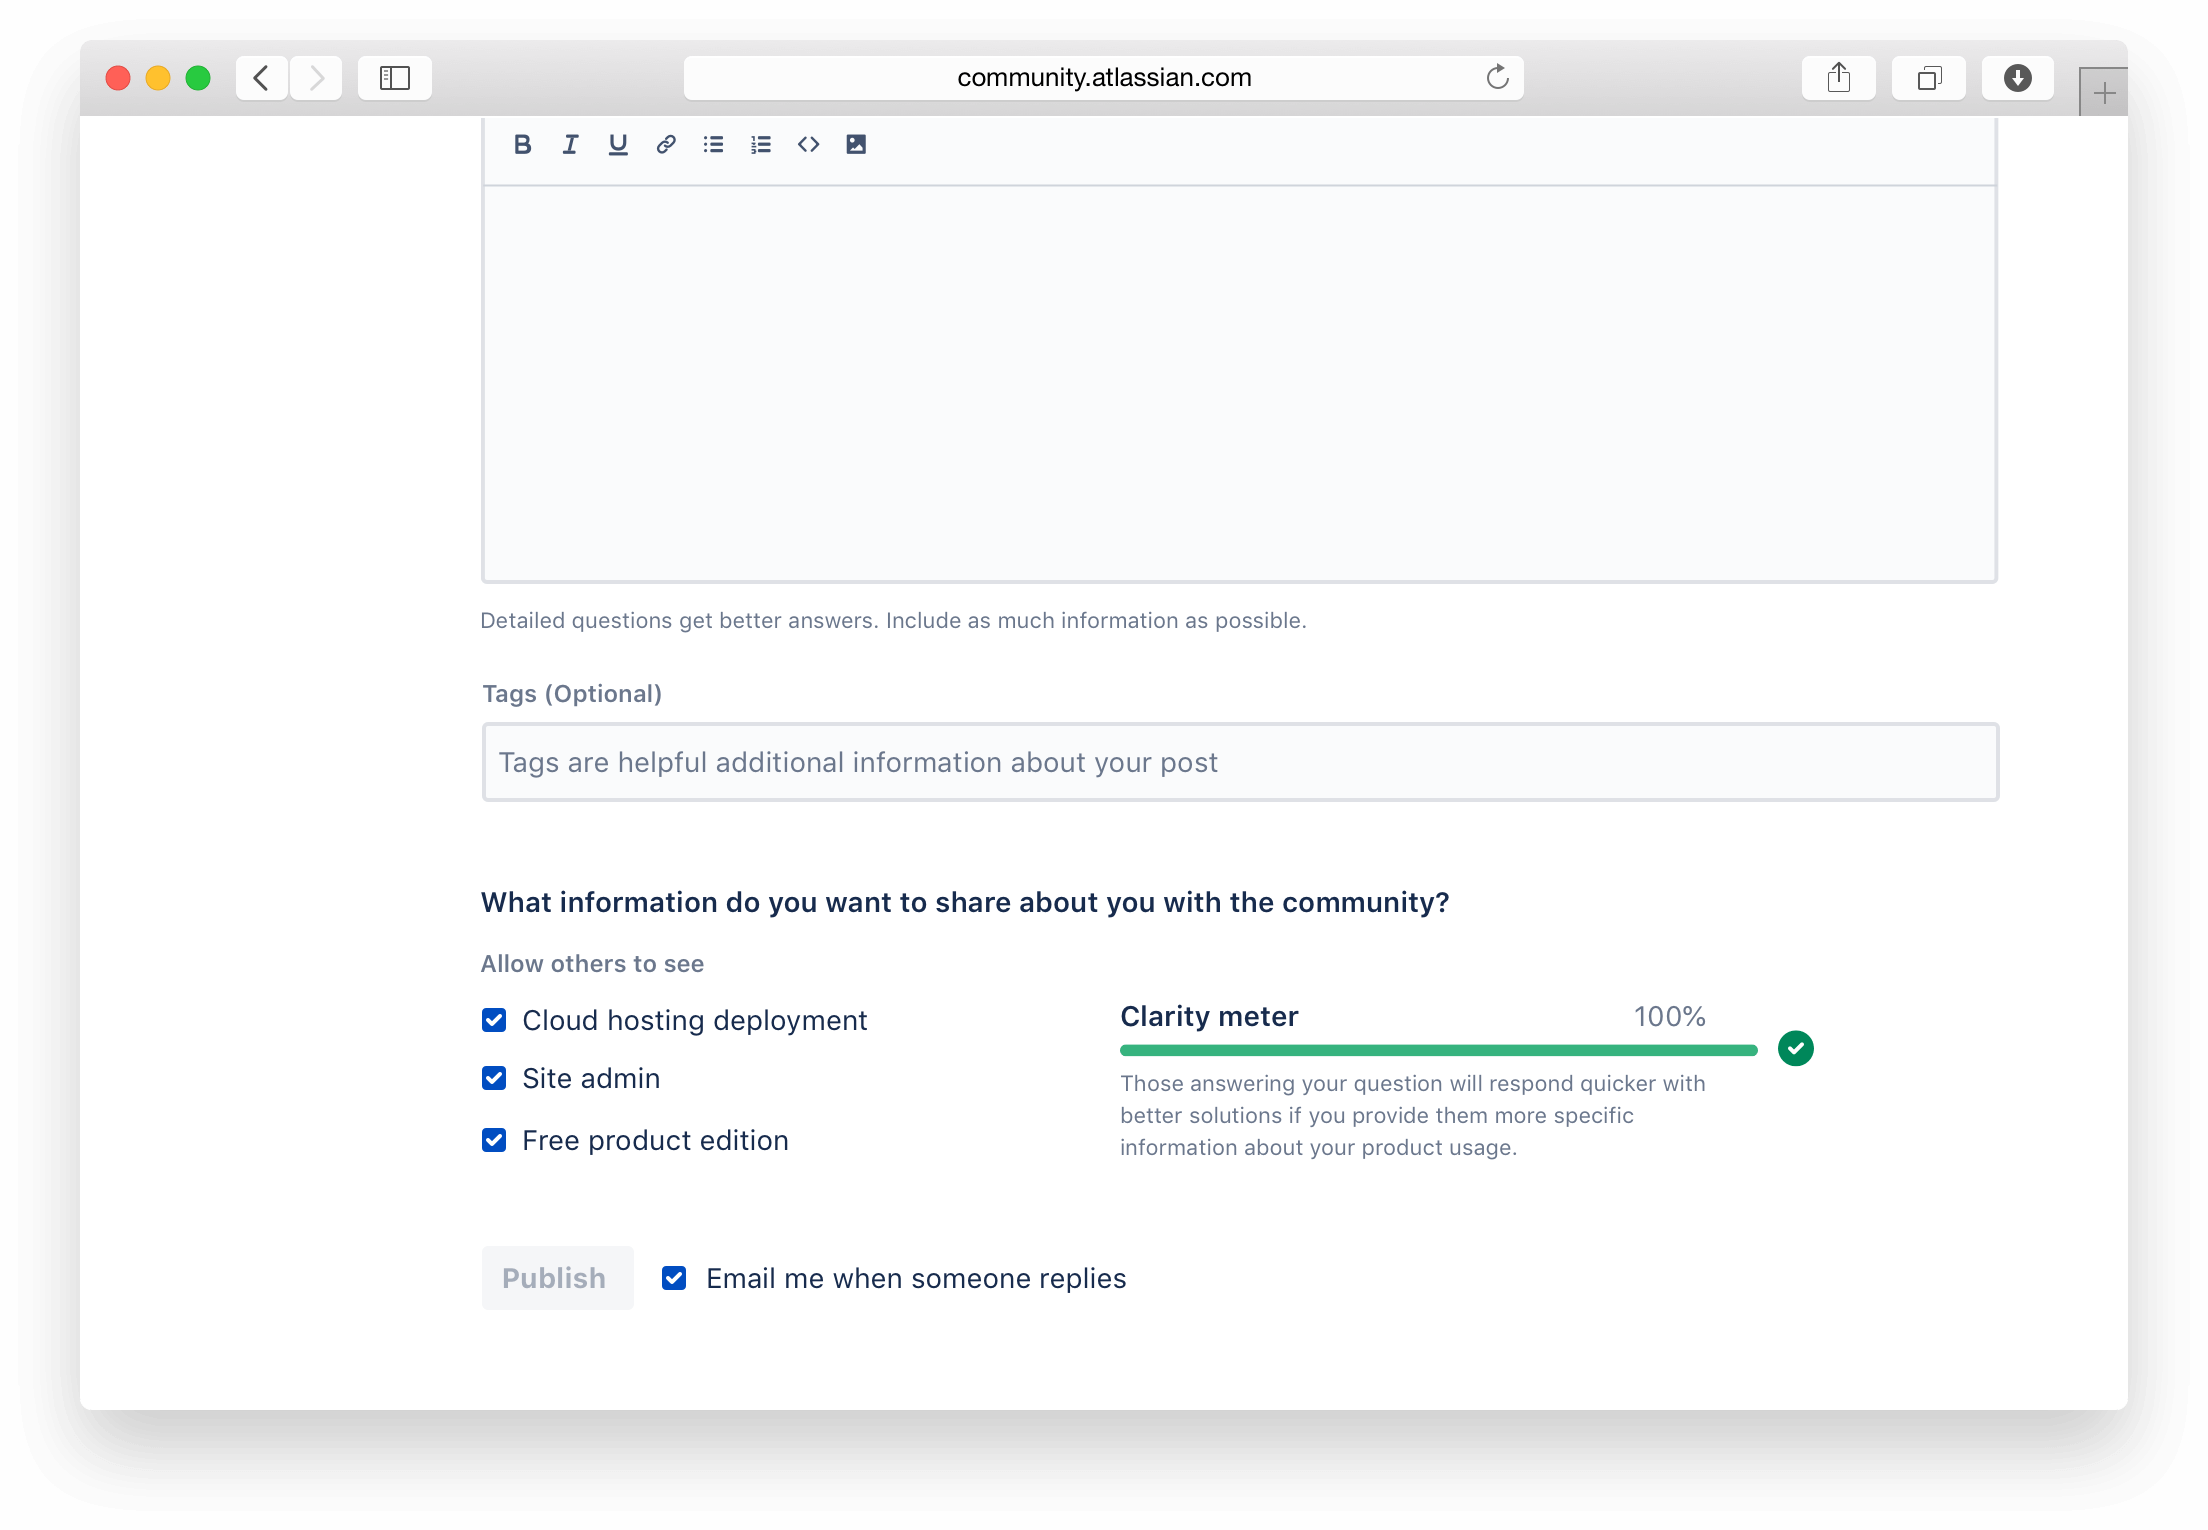 community.atlassian.com
Detailed questions get better answers. Include as much information as possible.
Tags (Optional)
Tags are helpful additional information about your post
What information do you want to share about you with the community?
Allow others to see
Cloud hosting deployment
Site admin
Free product edition
Clarity meter 100%
Those answering your question will respond quicker with
better solutions if you provide them more specific
information about your product usage.
Publish
Email me when someone replies